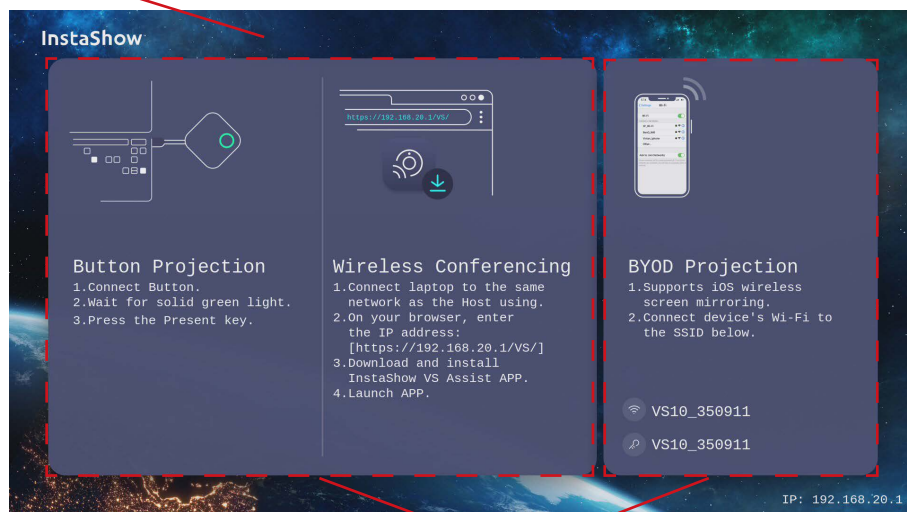 InstaShow
https://192.168.20.1/VS/
Wi-Fi
Button Projection
1.Connect Button.
2.Wait for solid green light.
3.Press the Present key.
Wireless Conferencing
1.Connect laptop to the same
network as the Host using.
2.On your browser, enter
the IP address:
[https://192.168.20.1/VS/]
3.Download and install
InstaShow VS Assist APP.
4.Launch APP.
BYOD Projection
1.Supports iOS wireless
screen mirroring.
2.Connect device's Wi-Fi to
the SSID below.
VS10_350911
VS10_350911
IP: 192.168.20.1